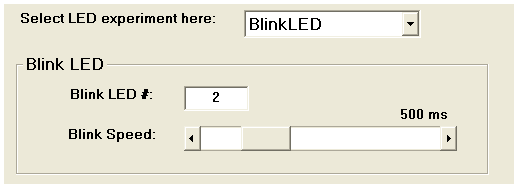 Select LED experiment here: BlinkLED
Blink LED
Blink LED #: 2
500 ms
Blink Speed: